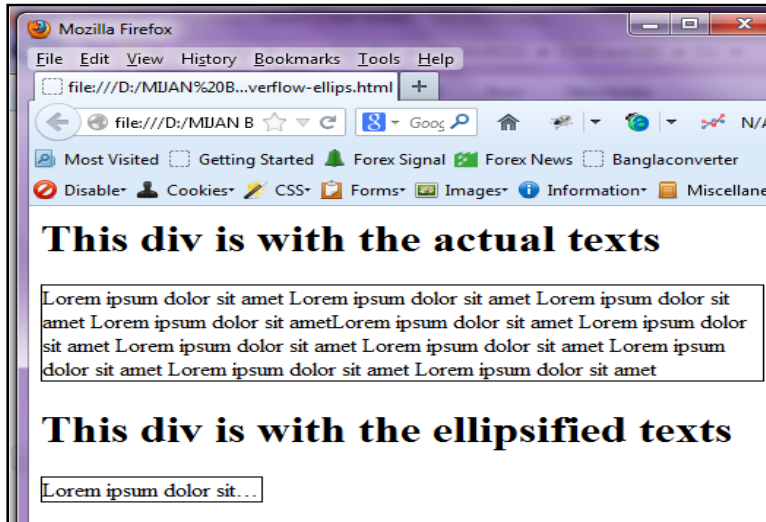 Mozilla Firefox
File Edit View History Bookmarks Tools Help
file:///D:/MIJAN%20B...verflow-ellips.html +
file:///D:/MIJAN B 8 Goog N/A
Most Visited Getting Started Forex Signal Forex News Banglaconverter
Disable Cookies CSS Forms Images Information Miscellane
This div is with the actual texts
Lorem ipsum dolor sit amet Lorem ipsum dolor sit amet Lorem ipsum dolor sit
amet Lorem ipsum dolor sit ametLorem ipsum dolor sit amet Lorem ipsum dolor
sit amet Lorem ipsum dolor sit amet Lorem ipsum dolor sit amet Lorem ipsum
dolor sit amet Lorem ipsum dolor sit amet Lorem ipsum dolor sit amet
This div is with the ellipsified texts
Lorem ipsum dolor sit…